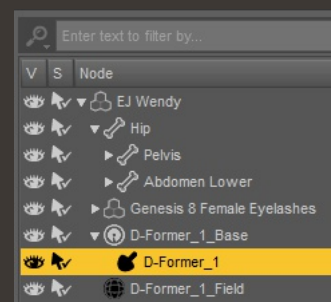 Enter text to filter by...
V S Node
EJ Wendy
Hip
Pelvis
Abdomen Lower
Genesis 8 Female Eyelashes
D-Former_1_Base
D-Former_1
D-Former_1_Field